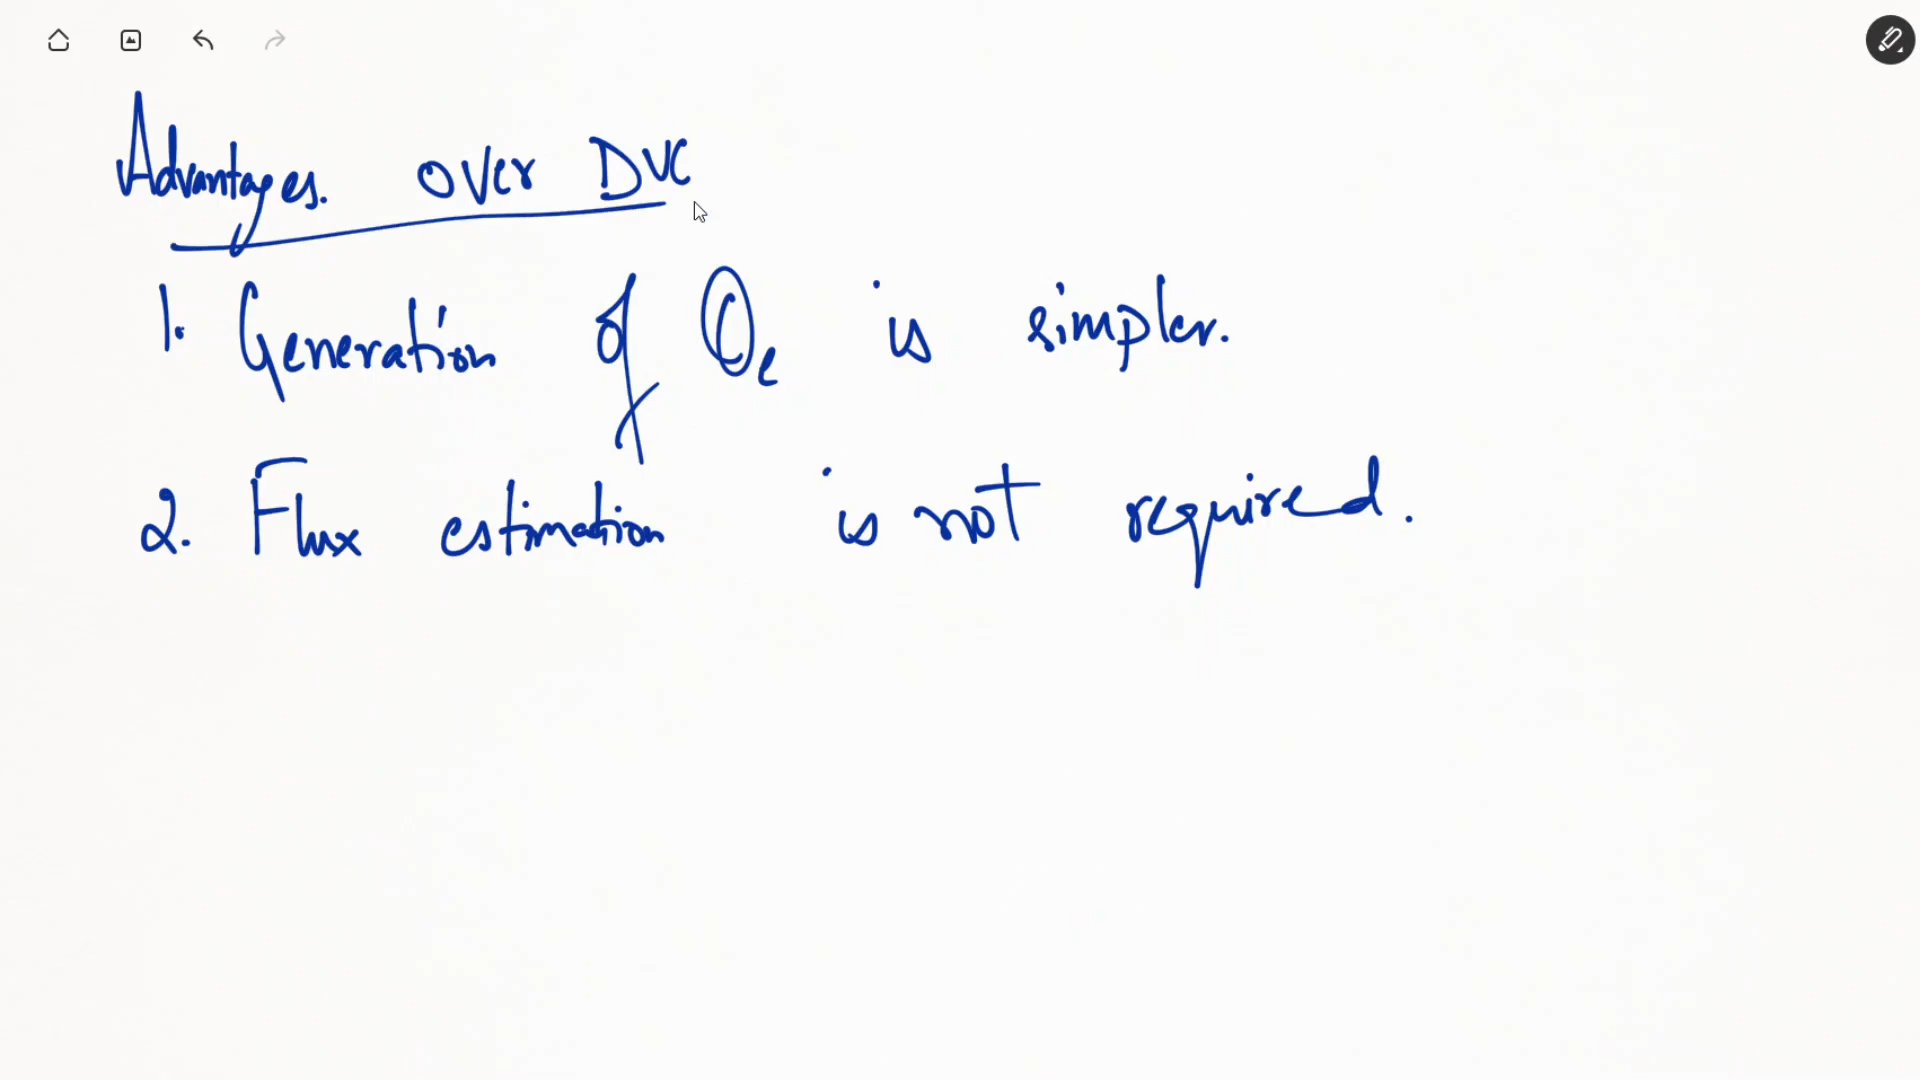 Advantages. over DVC
1. Generation of θe is simpler.
2. Flux estimation is not required.